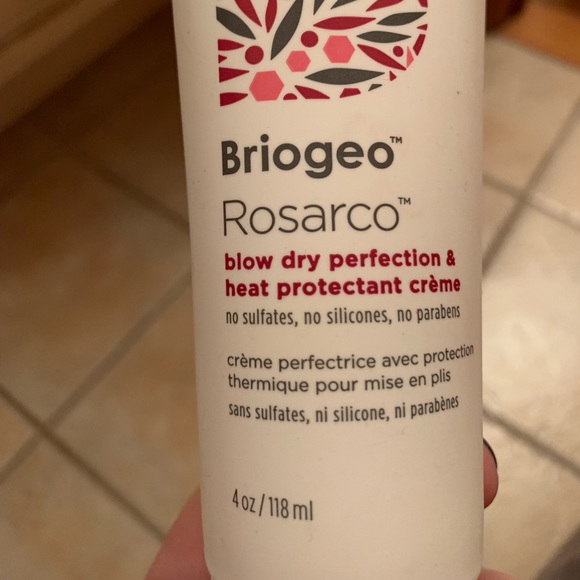 Briogeo™
Rosarco™
blow dry perfection &
heat protectant crème
no sulfates, no silicones, no parabens
crème perfectrice avec protection
thermique pour mise en plis
sans sulfates, ni silicone, ni parabènes
4 oz / 118 ml